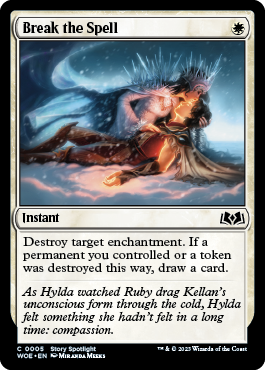 Break the Spell
Instant
Destroy target enchantment. If a
permanent you controlled or a token
was destroyed this way, draw a card.
As Hylda watched Ruby drag Kellan's
unconscious form through the cold, Hylda
felt something she hadn't felt in a long
time: compassion.
C 0005 Story Spotlight
WOE • EN Miranda Meeks
™ & © 2023 Wizards of the Coast